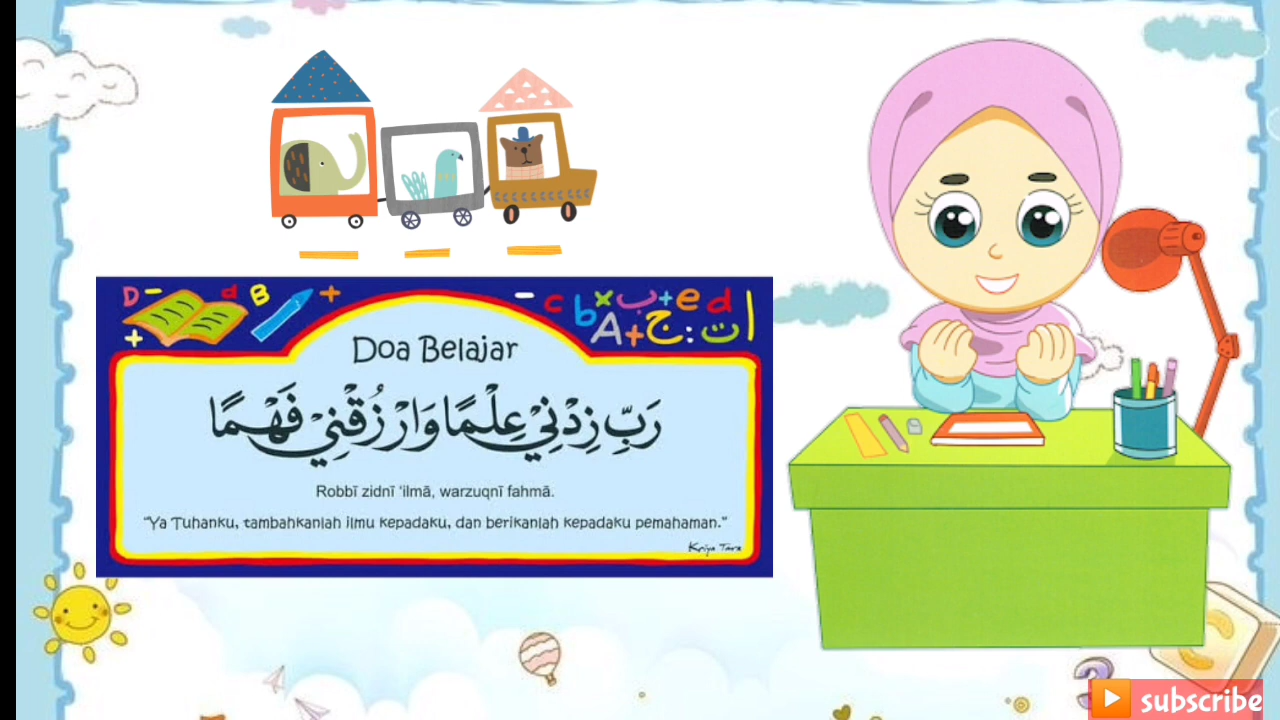 D - d B +
+
- c b x ب + e d ا
A + ج : ت
Doa Belajar
رَبِّ زِدْنِيْ عِلْمًا وَارْزُقْنِيْ فَهْمًا
Robbī zidnī ‘ilmā, warzuqnī fahmā.
“Ya Tuhanku, tambahkanlah ilmu kepadaku, dan berikanlah kepadaku pemahaman.”
Kriya Tara
subscribe